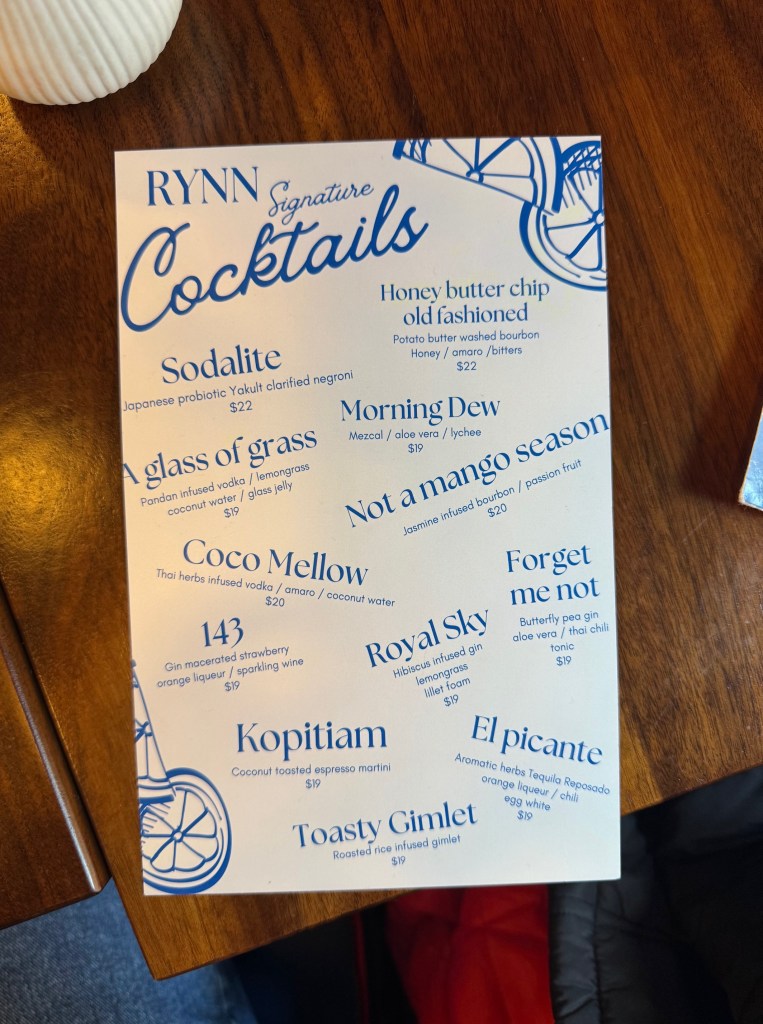 RYNN Signature
Cocktails
Honey butter chip
old fashioned
Potato butter washed bourbon
Honey / amaro /bitters
$22
Sodalite
Japanese probiotic Yakult clarified negroni
$22
Morning Dew
Mezcal / aloe vera / lychee
$19
A glass of grass
Pandan infused vodka / lemongrass
coconut water / glass jelly
$19
Not a mango season
Jasmine infused bourbon / passion fruit
$20
Coco Mellow
Thai herbs infused vodka / amaro / coconut water
$20
Forget
me not
Butterfly pea gin
aloe vera / thai chili
tonic
$19
143
Gin macerated strawberry
orange liqueur / sparkling wine
$19
Royal Sky
Hibiscus infused gin
lemongrass
lillet foam
$19
Kopitiam
Coconut toasted espresso martini
$19
El picante
Aromatic herbs Tequila Reposado
orange liqueur / chili
egg white
$19
Toasty Gimlet
Roasted rice infused gimlet
$19